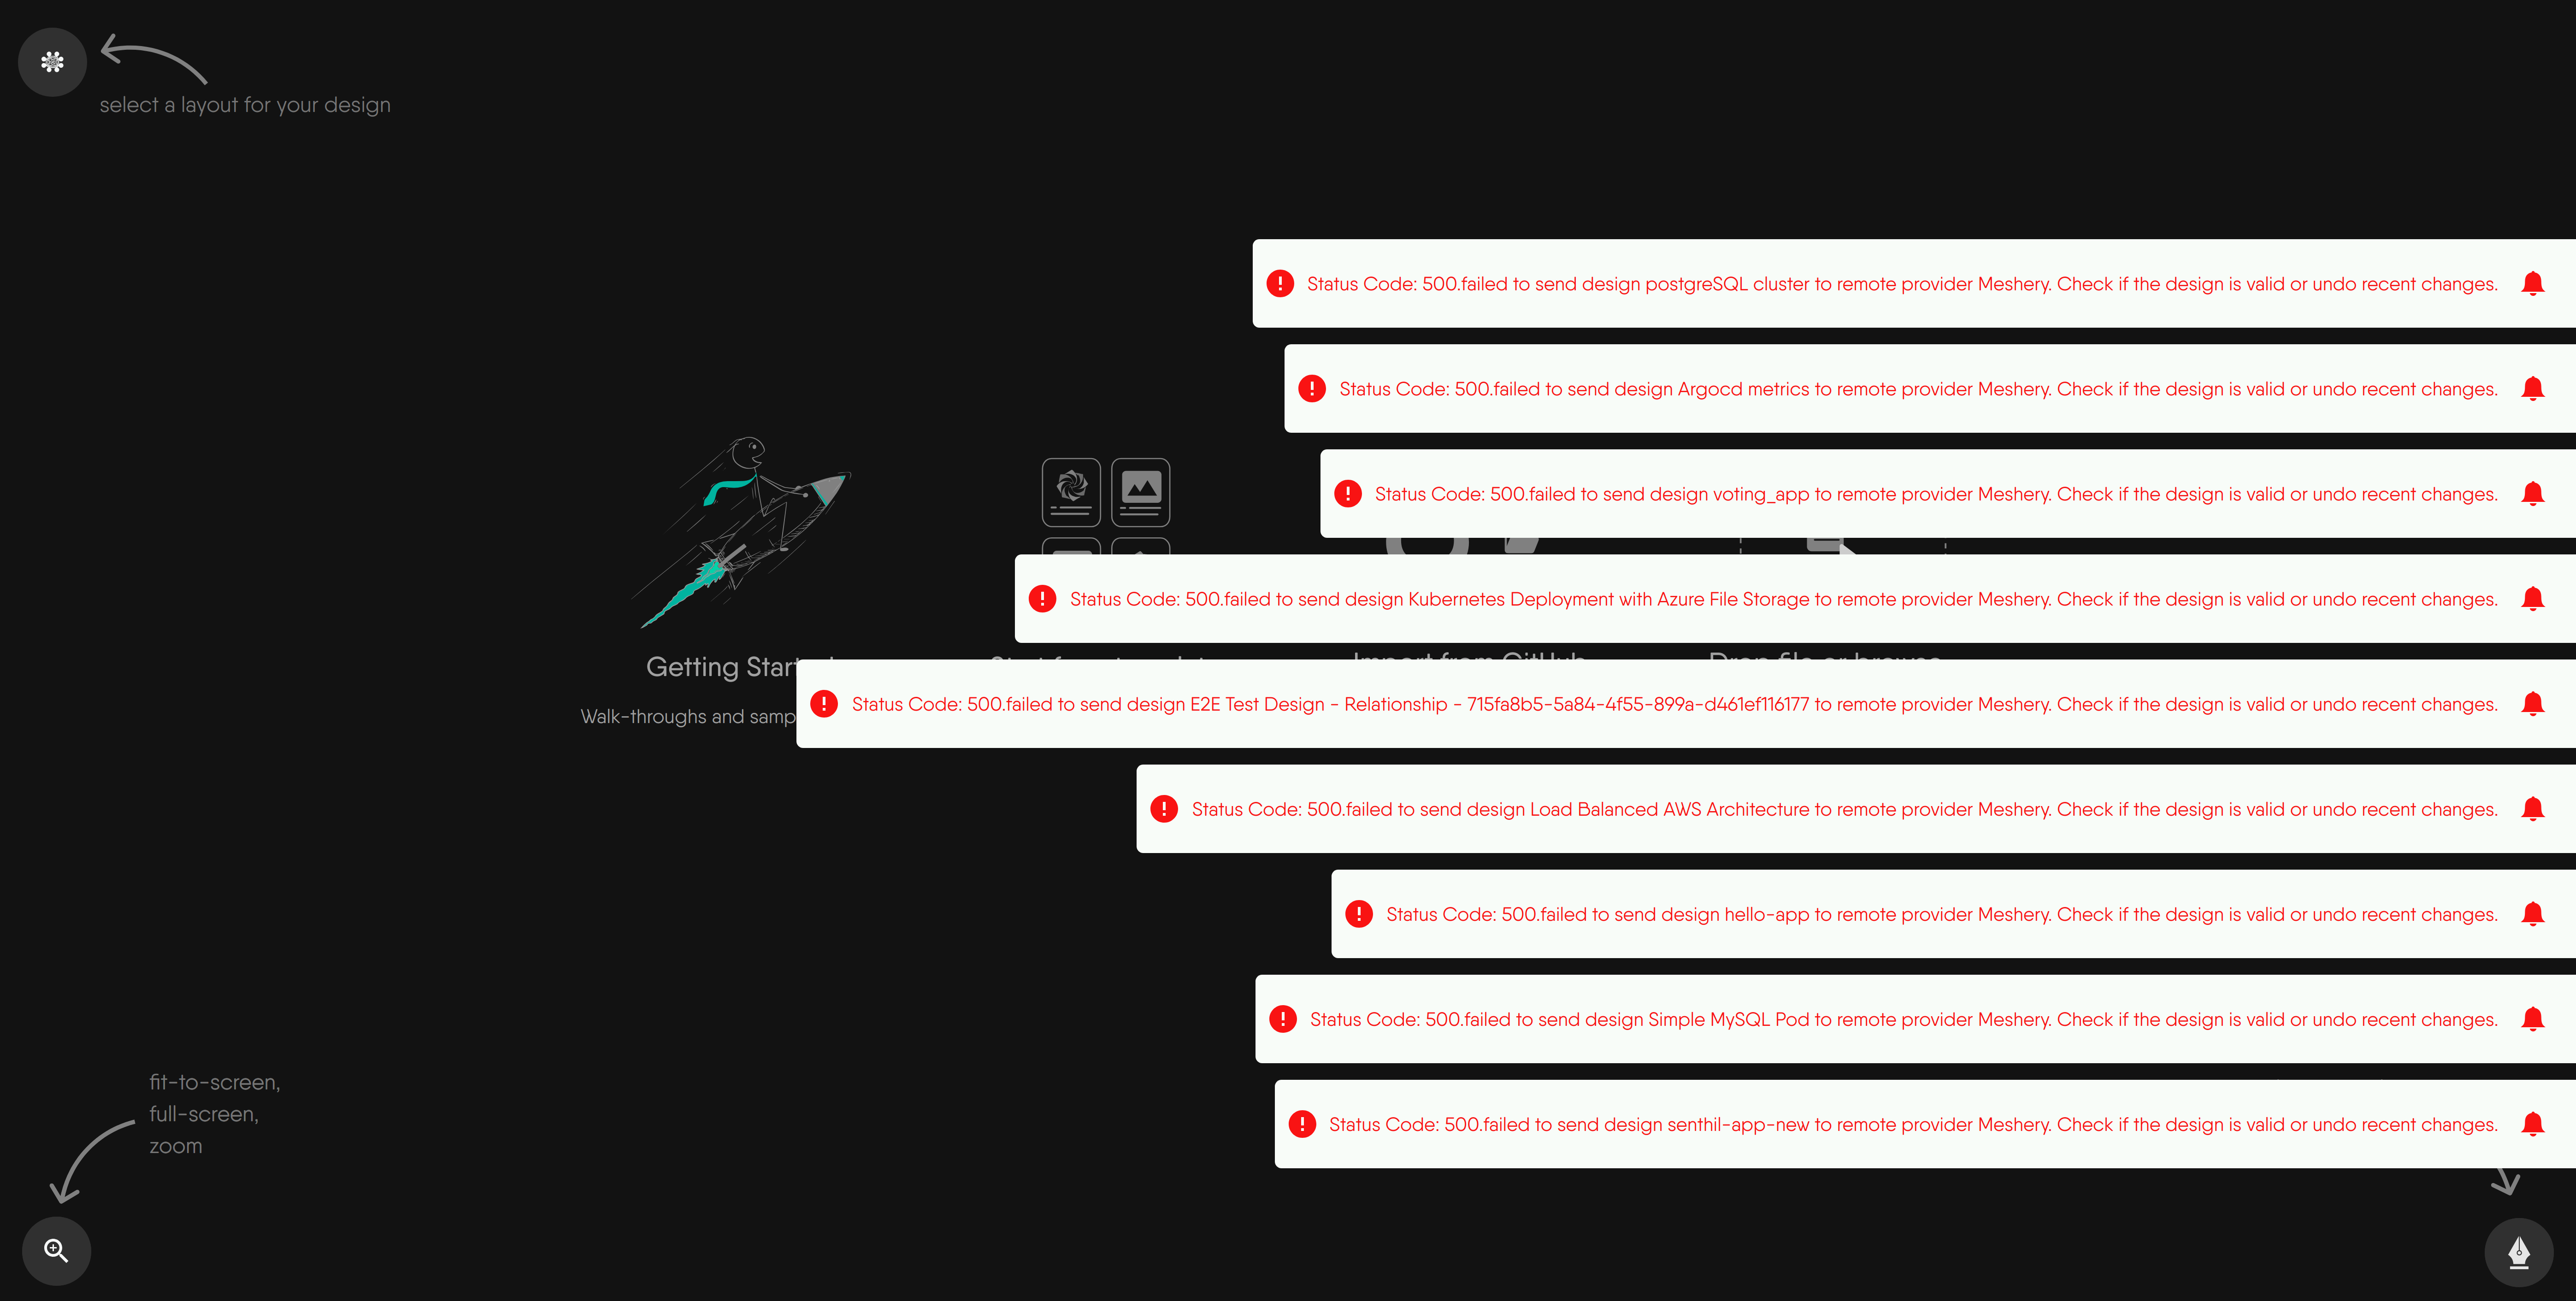 select a layout for your design
Status Code: 500.failed to send design postgreSQL cluster to remote provider Meshery. Check if the design is valid or undo recent changes.
Status Code: 500.failed to send design Argocd metrics to remote provider Meshery. Check if the design is valid or undo recent changes.
Status Code: 500.failed to send design voting_app to remote provider Meshery. Check if the design is valid or undo recent changes.
Status Code: 500.failed to send design Kubernetes Deployment with Azure File Storage to remote provider Meshery. Check if the design is valid or undo recent changes.
Getting
Status Code: 500.failed to send design E2E Test Design - Relationship - 715fa8b5-5a84-4f55-899a-d461ef116177 to remote provider Meshery. Check if the design is valid or undo recent changes.
Walk-throughs and
Status Code: 500.failed to send design Load Balanced AWS Architecture to remote provider Meshery. Check if the design is valid or undo recent changes.
Status Code: 500.failed to send design hello-app to remote provider Meshery. Check if the design is valid or undo recent changes.
Status Code: 500.failed to send design Simple MySQL Pod to remote provider Meshery. Check if the design is valid or undo recent changes.
Status Code: 500.failed to send design senthil-app-new to remote provider Meshery. Check if the design is valid or undo recent changes.
fit-to-screen,
full-screen,
zoom